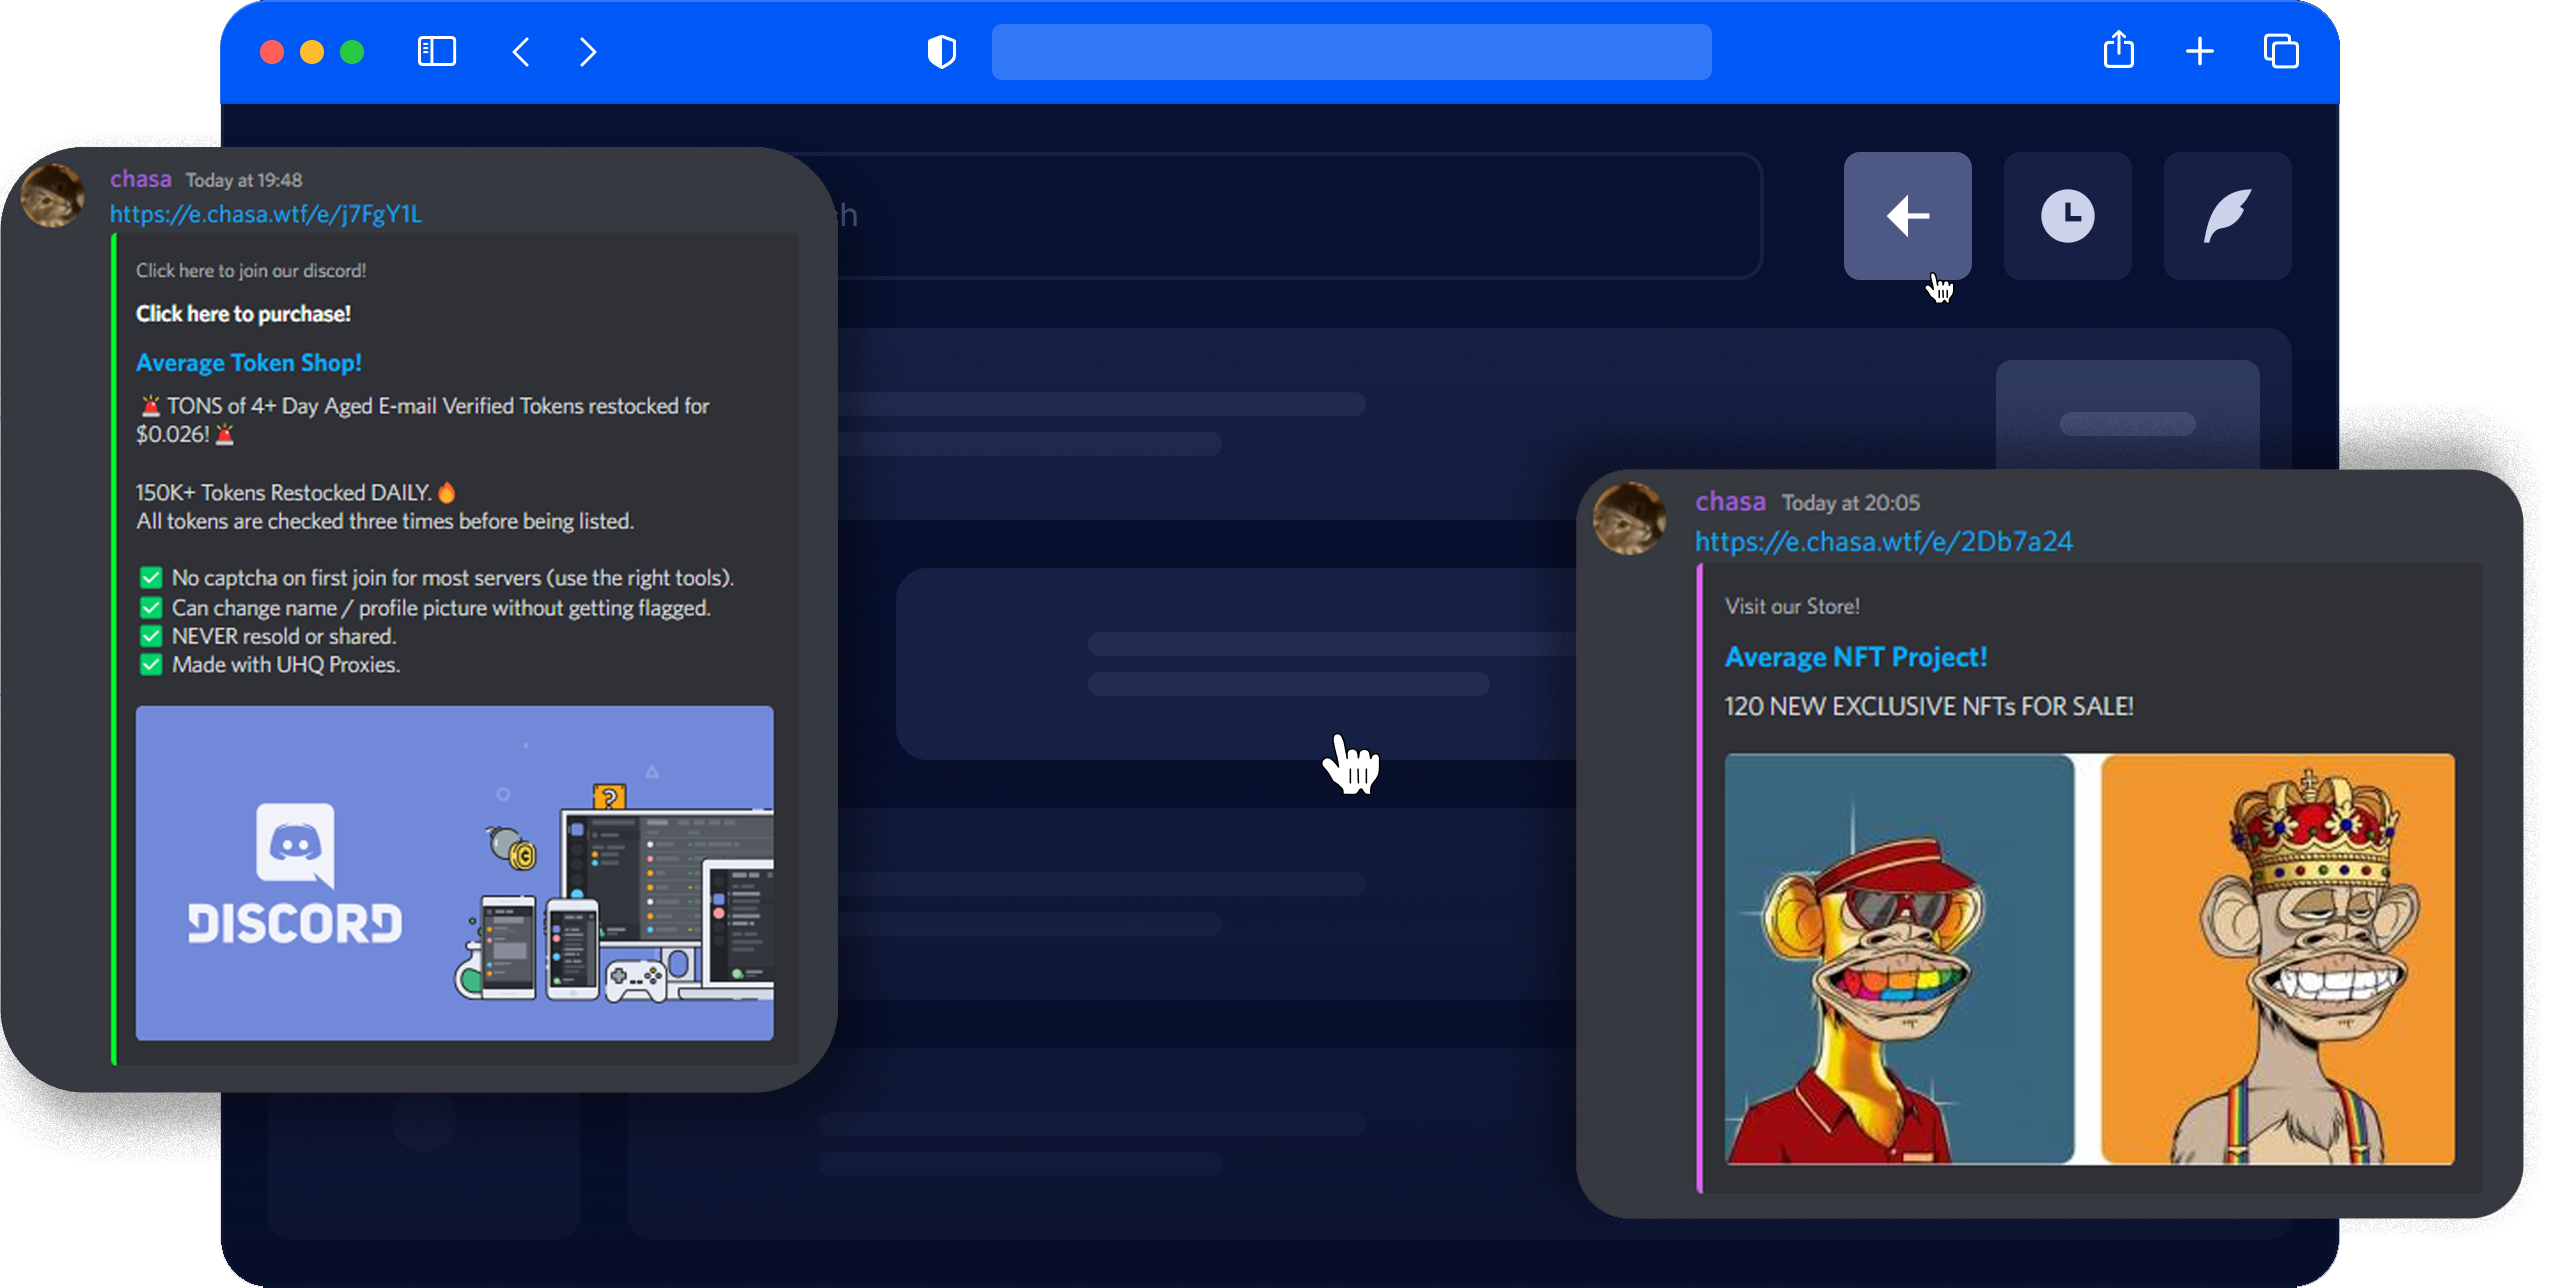 chasa Today at 19:48
https://e.chasa.wtf/e/j7FgY1L
Click here to join our discord!
Click here to purchase!
Average Token Shop!
🚨 TONS of 4+ Day Aged E-mail Verified Tokens restocked for
$0.026! 🚨
150K+ Tokens Restocked DAILY. 🔥
All tokens are checked three times before being listed.
✅ No captcha on first join for most servers (use the right tools).
✅ Can change name / profile picture without getting flagged.
✅ NEVER resold or shared.
✅ Made with UHQ Proxies.
?
DISCORD
h
chasa Today at 20:05
https://e.chasa.wtf/e/2Db7a24
Visit our Store!
Average NFT Project!
120 NEW EXCLUSIVE NFTs FOR SALE!